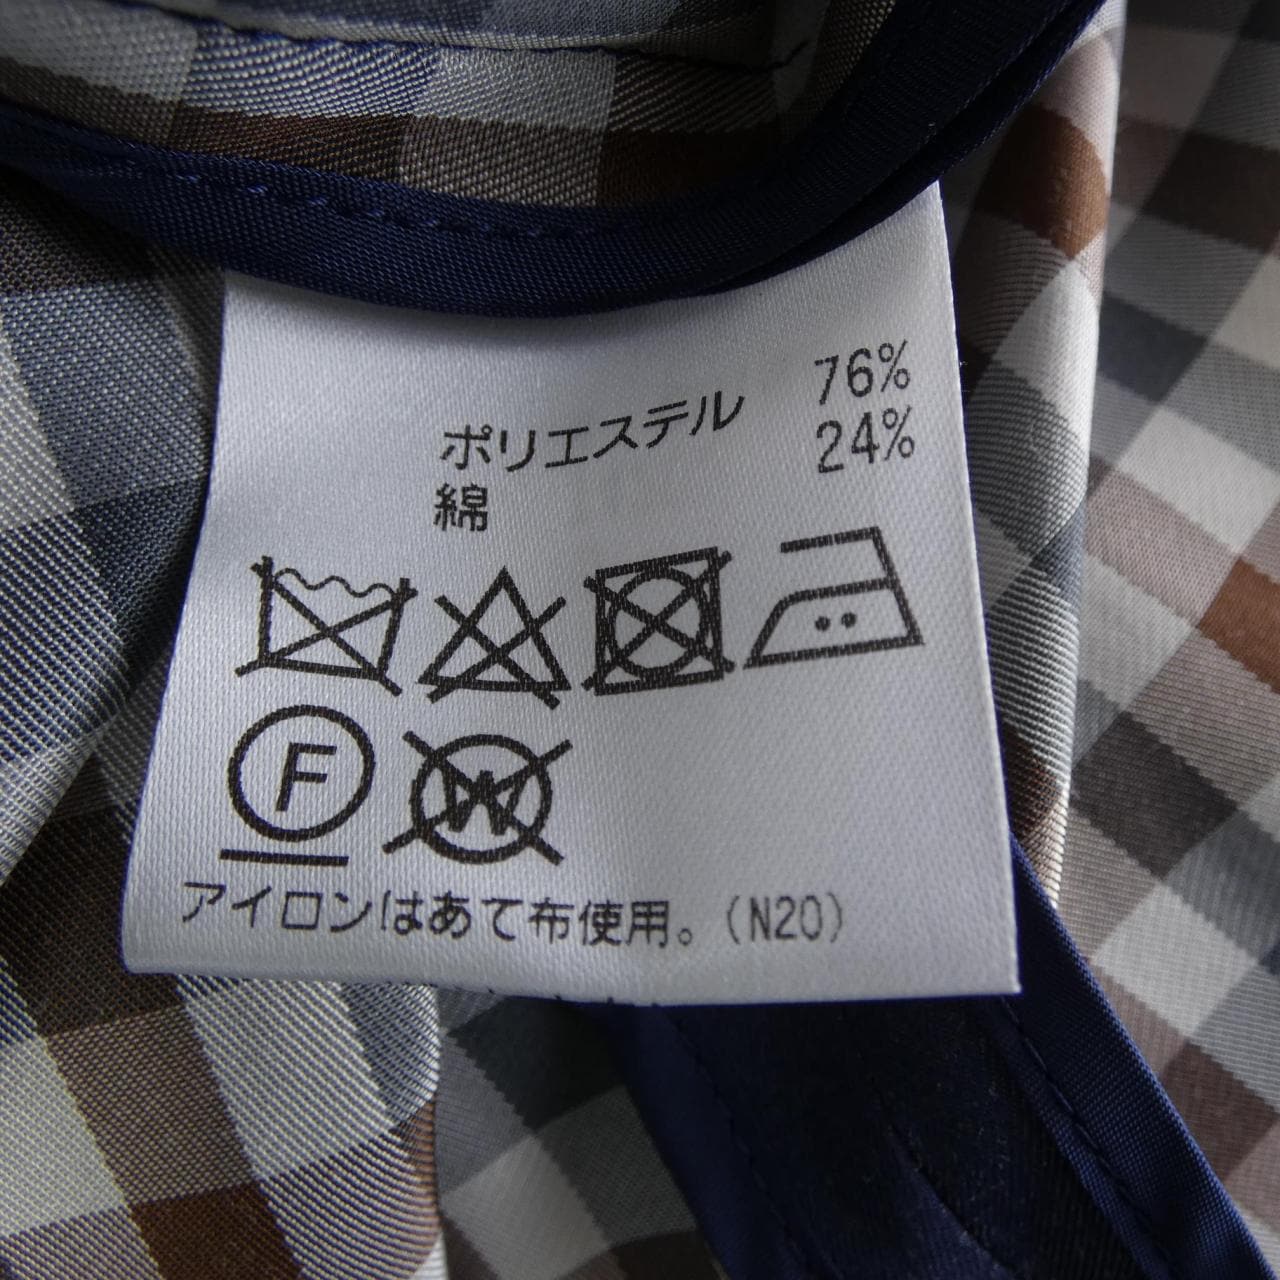 ポリエステル 76%
綿 24%
F W
アイロンはあて布使用。(N20)